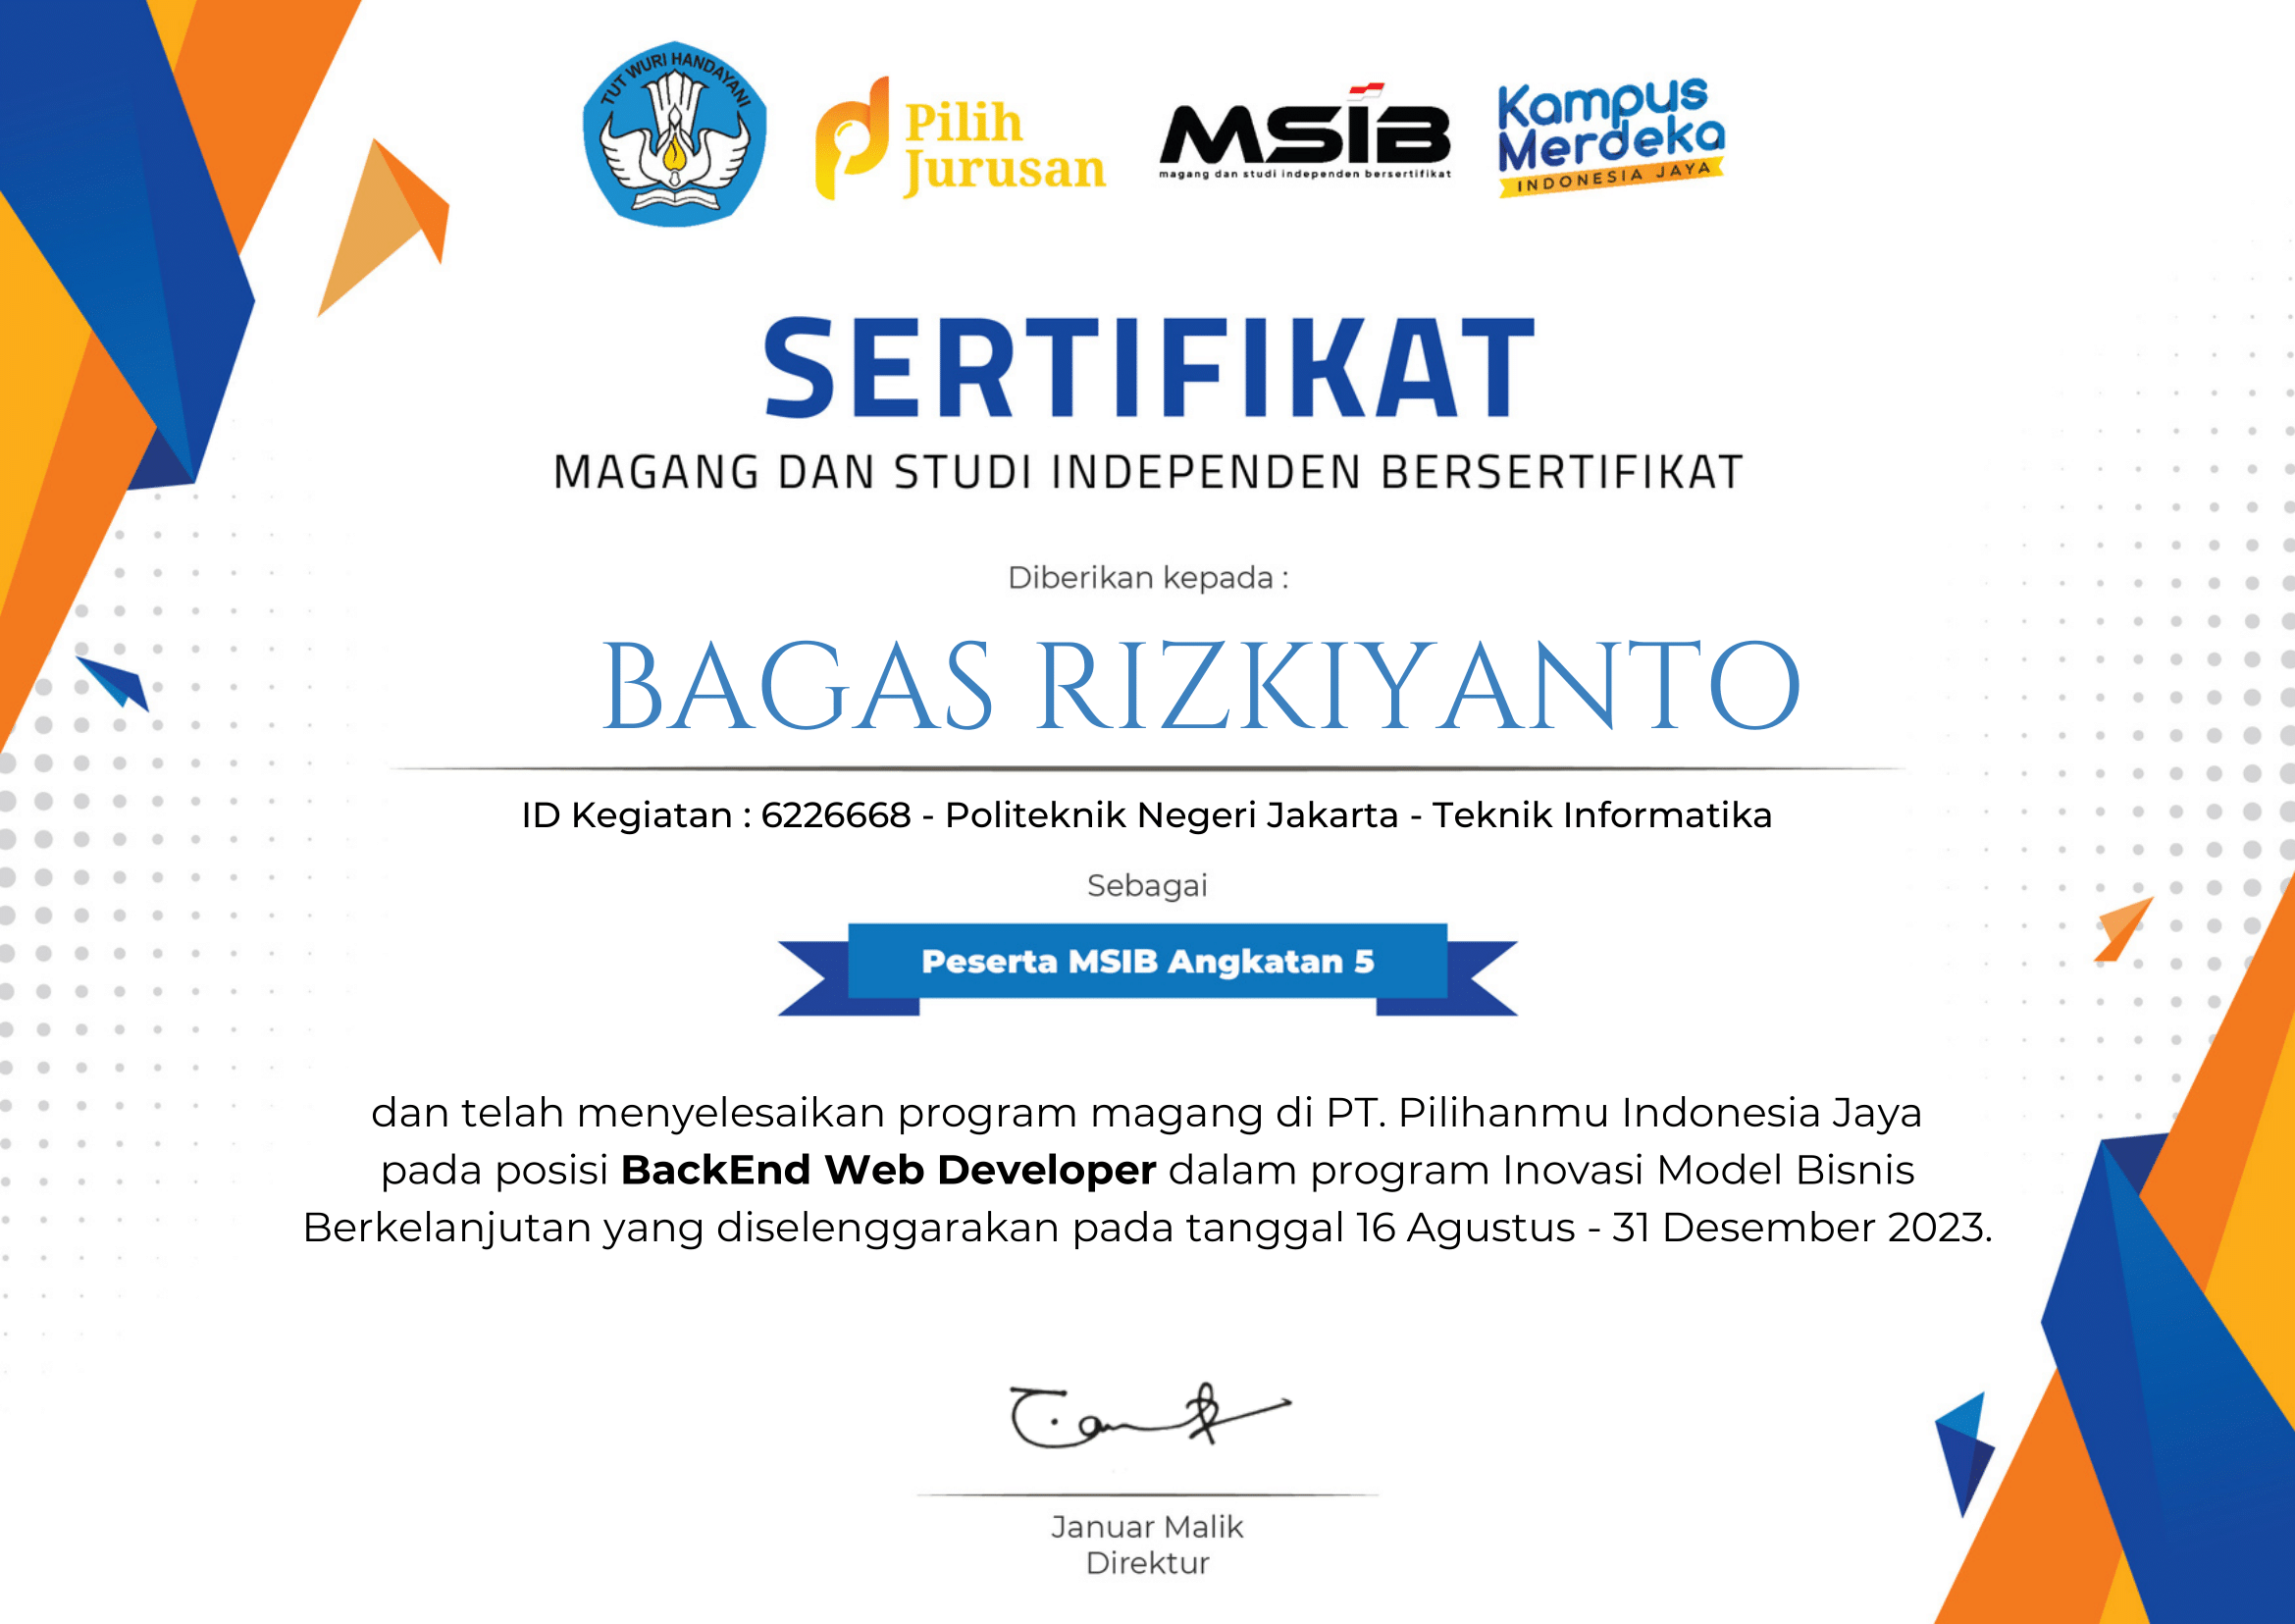 TUT WURI HANDAYANI
Pilih
Jurusan
MSIB
magang dan studi independen bersertifikat
Kampus
Merdeka
INDONESIA JAYA
SERTIFIKAT
MAGANG DAN STUDI INDEPENDEN BERSERTIFIKAT
Diberikan kepada :
BAGAS RIZKIYANTO
ID Kegiatan : 6226668 - Politeknik Negeri Jakarta - Teknik Informatika
Sebagai
Peserta MSIB Angkatan 5
dan telah menyelesaikan program magang di PT. Pilihanmu Indonesia Jaya
pada posisi BackEnd Web Developer dalam program Inovasi Model Bisnis
Berkelanjutan yang diselenggarakan pada tanggal 16 Agustus - 31 Desember 2023.
Januar Malik
Direktur